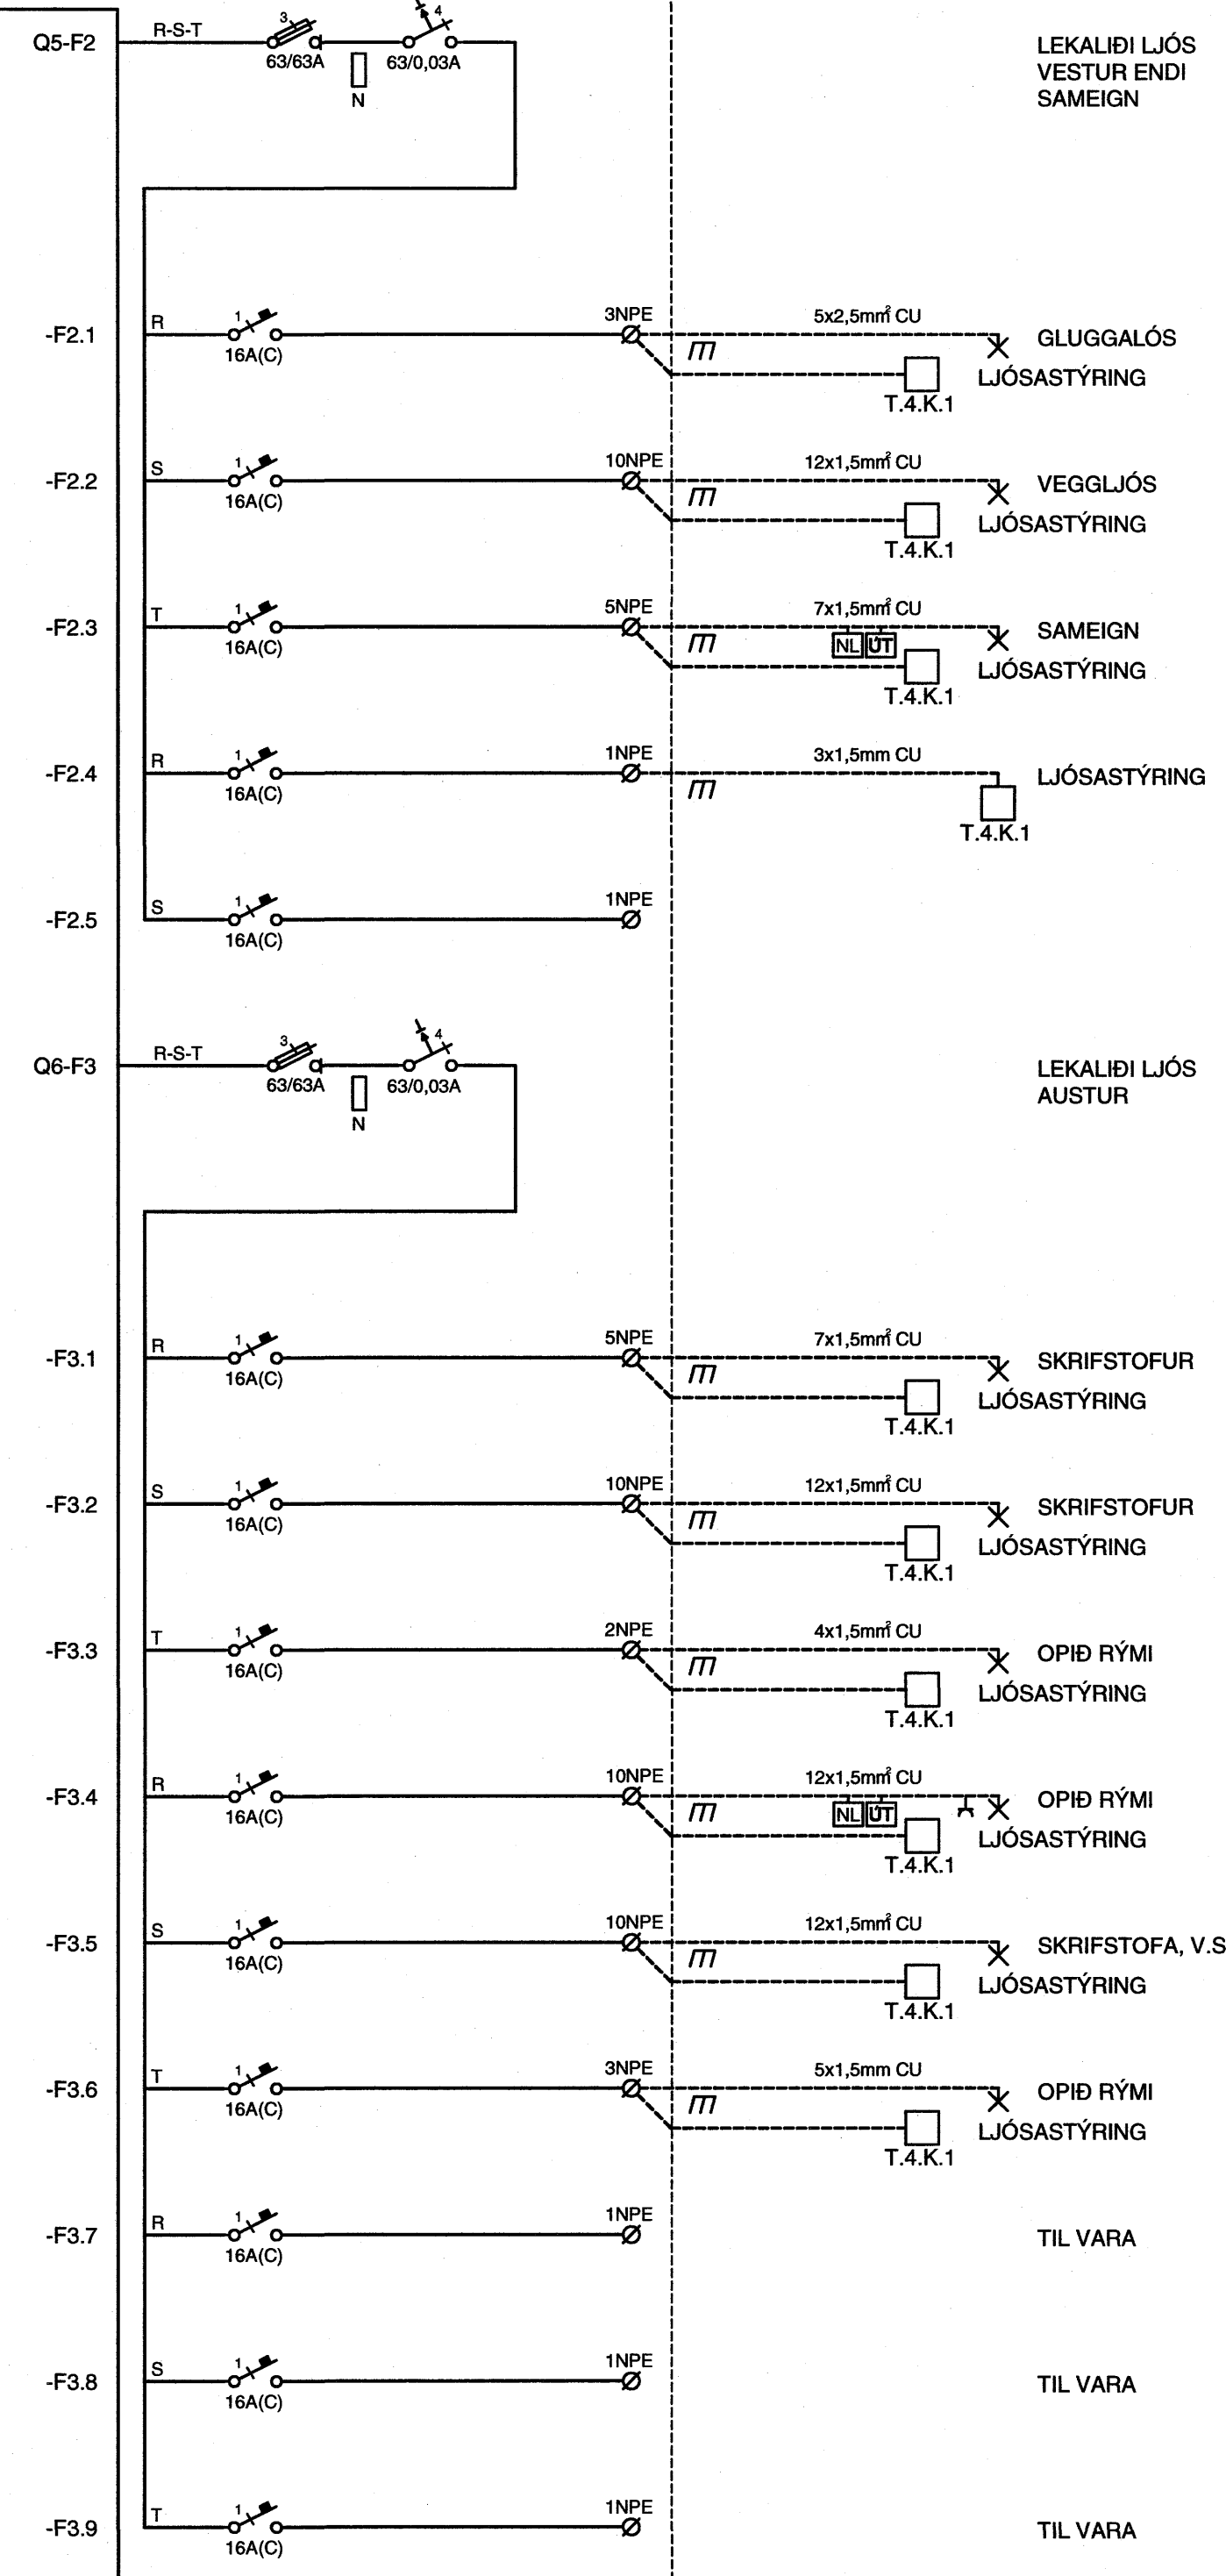 Q5-F2 R-S-T 3 63/63A N 4 63/0,03A LEKALIÐI LJÓS
VESTUR ENDI
SAMEIGN
-F2.1 R 1 16A(C) 3NPE 5x2,5mm² CU GLUGGALÓS
LJÓSASTÝRING
T.4.K.1
-F2.2 S 1 16A(C) 10NPE 12x1,5mm² CU VEGGLJÓS
LJÓSASTÝRING
T.4.K.1
-F2.3 T 1 16A(C) 5NPE 7x1,5mm² CU NL ÚT SAMEIGN
LJÓSASTÝRING
T.4.K.1
-F2.4 R 1 16A(C) 1NPE 3x1,5mm CU LJÓSASTÝRING
T.4.K.1
-F2.5 S 1 16A(C) 1NPE
Q6-F3 R-S-T 3 63/63A N 4 63/0,03A LEKALIÐI LJÓS
AUSTUR
-F3.1 R 1 16A(C) 5NPE 7x1,5mm² CU SKRIFSTOFUR
LJÓSASTÝRING
T.4.K.1
-F3.2 S 1 16A(C) 10NPE 12x1,5mm² CU SKRIFSTOFUR
LJÓSASTÝRING
T.4.K.1
-F3.3 T 1 16A(C) 2NPE 4x1,5mm² CU OPIÐ RÝMI
LJÓSASTÝRING
T.4.K.1
-F3.4 R 1 16A(C) 10NPE 12x1,5mm² CU NL ÚT OPIÐ RÝMI
LJÓSASTÝRING
T.4.K.1
-F3.5 S 1 16A(C) 10NPE 12x1,5mm² CU SKRIFSTOFA, V.S
LJÓSASTÝRING
T.4.K.1
-F3.6 T 1 16A(C) 3NPE 5x1,5mm CU OPIÐ RÝMI
LJÓSASTÝRING
T.4.K.1
-F3.7 R 1 16A(C) 1NPE TIL VARA
-F3.8 S 1 16A(C) 1NPE TIL VARA
-F3.9 T 1 16A(C) 1NPE TIL VARA